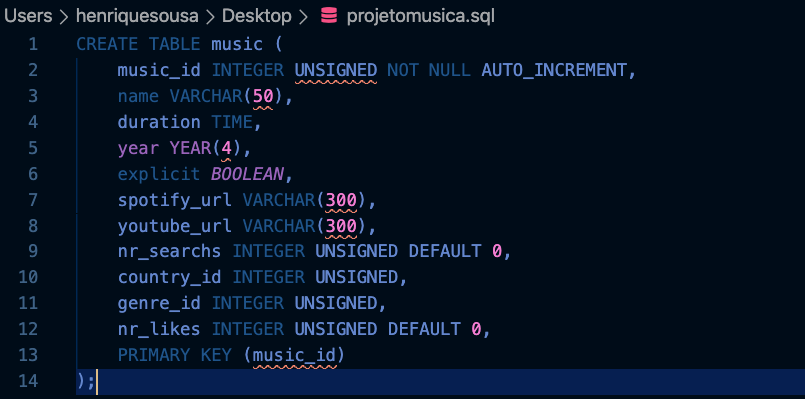 Users > henriquesousa > Desktop > projetomusica.sql
1 CREATE TABLE music (
2 music_id INTEGER UNSIGNED NOT NULL AUTO_INCREMENT,
3 name VARCHAR(50),
4 duration TIME,
5 year YEAR(4),
6 explicit BOOLEAN,
7 spotify_url VARCHAR(300),
8 youtube_url VARCHAR(300),
9 nr_searchs INTEGER UNSIGNED DEFAULT 0,
10 country_id INTEGER UNSIGNED,
11 genre_id INTEGER UNSIGNED,
12 nr_likes INTEGER UNSIGNED DEFAULT 0,
13 PRIMARY KEY (music_id)
14 );